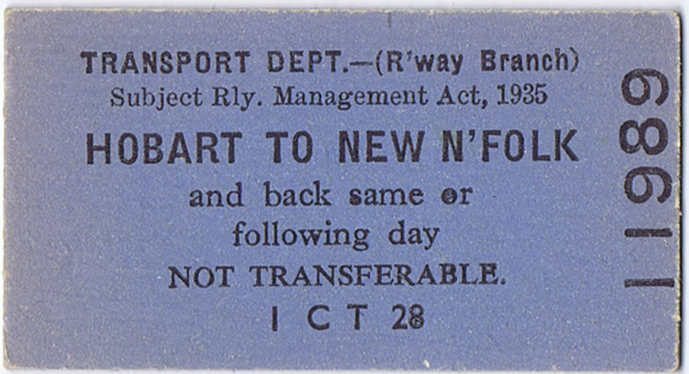 TRANSPORT DEPT.—(R'way Branch)
Subject Rly. Management Act, 1935
HOBART TO NEW N'FOLK
and back same or
following day
NOT TRANSFERABLE.
I C T 28
11989